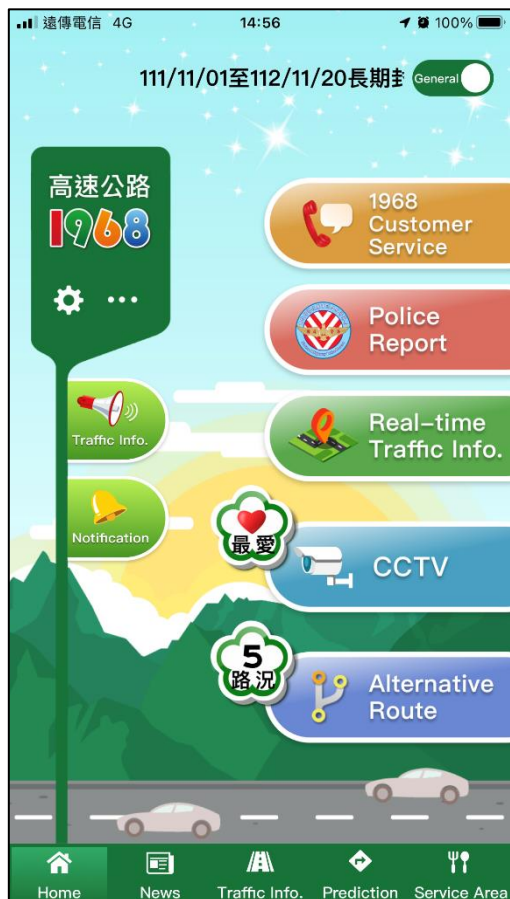 遠傳電信 4G 14:56 100%
111/11/01至112/11/20長期封
General
高速公路
1968
1968
Customer
Service
Police
Report
Traffic Info.
Real-time
Traffic Info.
Notification
最愛
CCTV
5
路況
Alternative
Route
Home News Traffic Info. Prediction Service Area